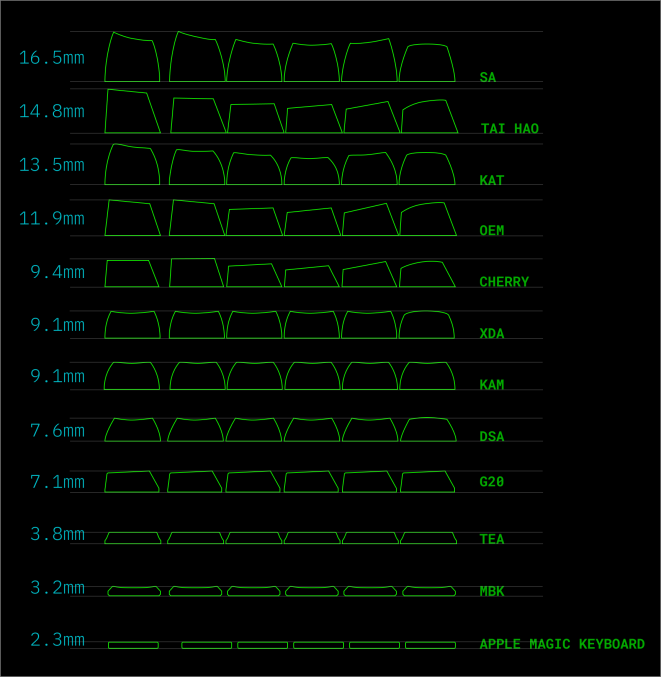 16.5mm SA
14.8mm TAI HAO
13.5mm KAT
11.9mm OEM
9.4mm CHERRY
9.1mm XDA
9.1mm KAM
7.6mm DSA
7.1mm G20
3.8mm TEA
3.2mm MBK
2.3mm APPLE MAGIC KEYBOARD